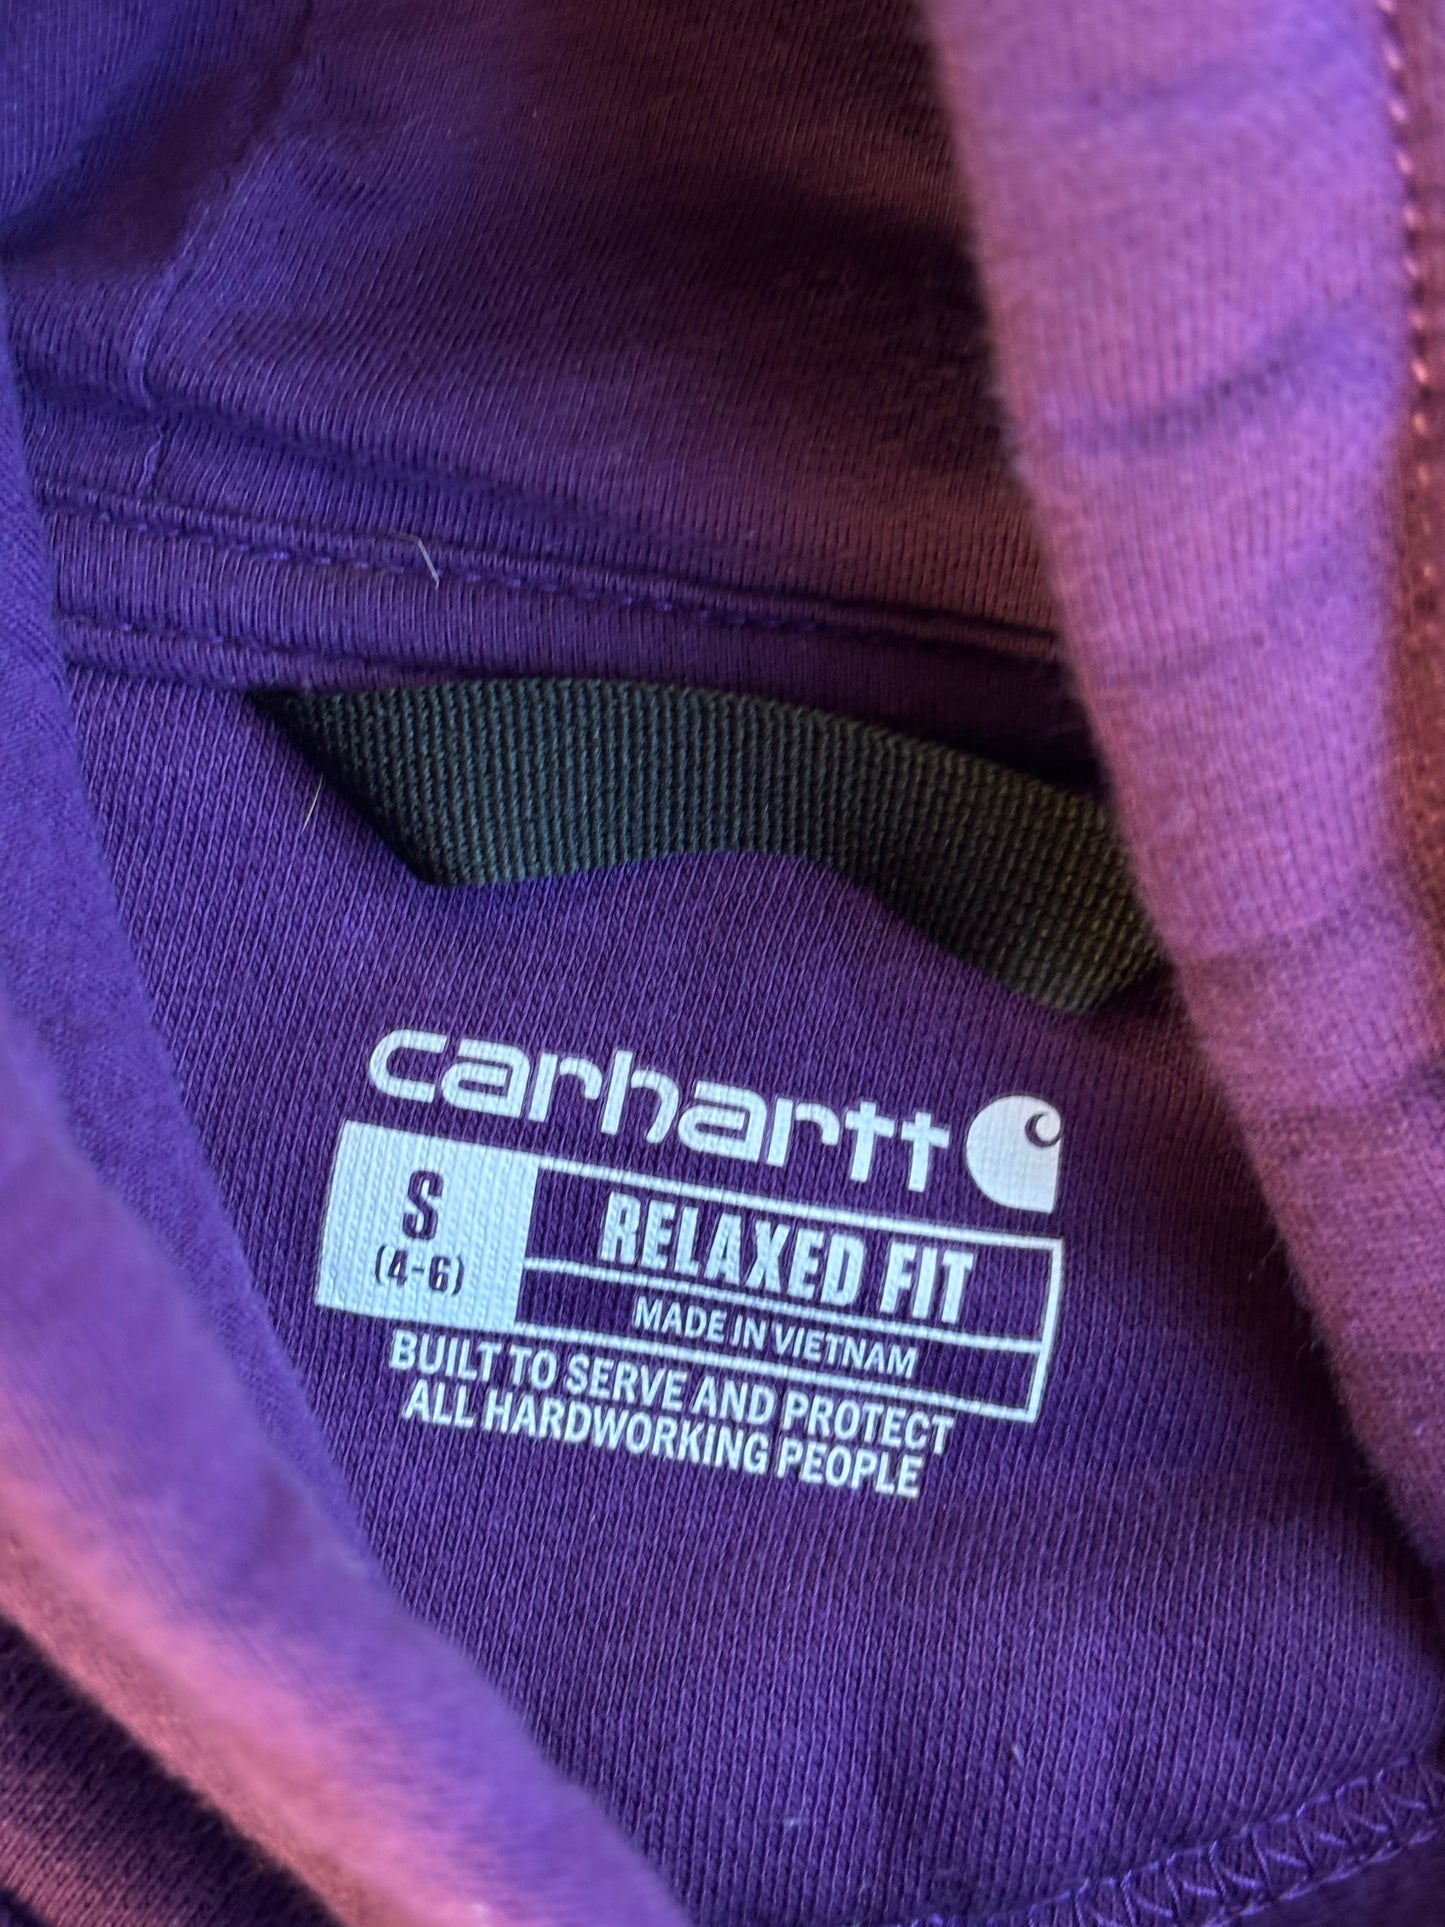 carhartt
S
(4-6)
RELAXED FIT
MADE IN VIETNAM
BUILT TO SERVE AND PROTECT
ALL HARDWORKING PEOPLE